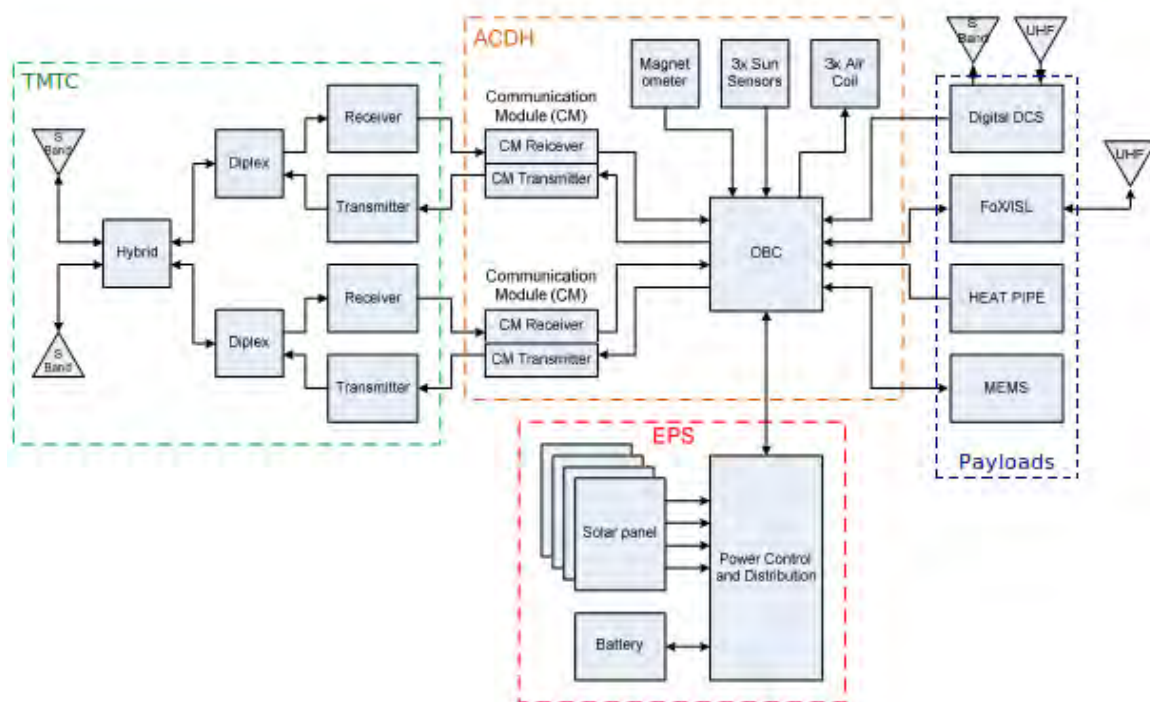 TMTC
S
Band
S
Band
Hybrid
Diplex
Diplex
Receiver
Transmitter
Receiver
Transmitter
ACDH
Communication
Module (CM)
CM Reicever
CM Transmitter
Communication
Module (CM)
CM Receiver
CM Transmitter
Magnet
ometer
3x Sun
Sensors
3x Air
Coil
OBC
S
Band
UHF
Digital DCS
UHF
FoX/ISL
HEAT PIPE
MEMS
Payloads
EPS
Solar panel
Power Control
and Distribution
Battery